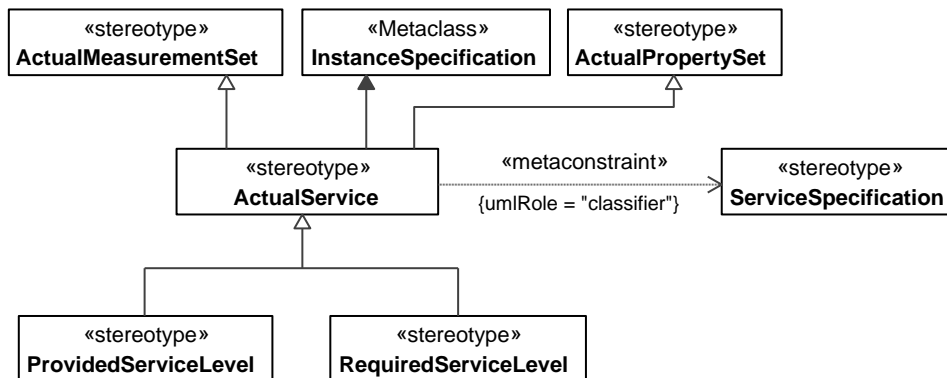 «stereotype»
ActualMeasurementSet
«Metaclass»
InstanceSpecification
«stereotype»
ActualPropertySet
«stereotype»
ActualService
«metaconstraint»
{umlRole = "classifier"}
«stereotype»
ServiceSpecification
«stereotype»
ProvidedServiceLevel
«stereotype»
RequiredServiceLevel